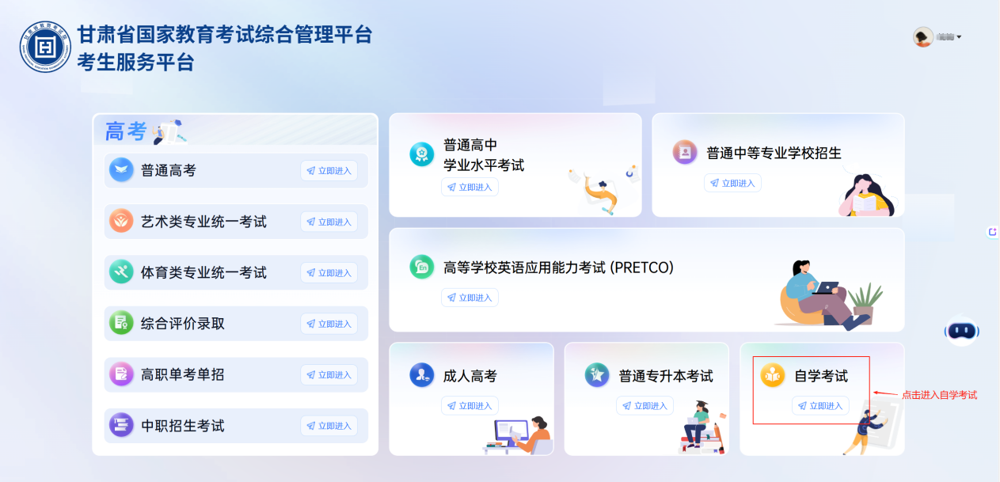 甘肃省国家教育考试综合管理平台
考生服务平台
高考
普通高考
立即进入
艺术类专业统一考试
立即进入
体育类专业统一考试
立即进入
综合评价录取
立即进入
高职单考单招
立即进入
中职招生考试
立即进入
普通高中
学业水平考试
立即进入
普通中等专业学校招生
立即进入
En
高等学校英语应用能力考试 (PRETCO)
立即进入
成人高考
立即进入
普通专升本考试
立即进入
自学考试
立即进入
点击进入自学考试